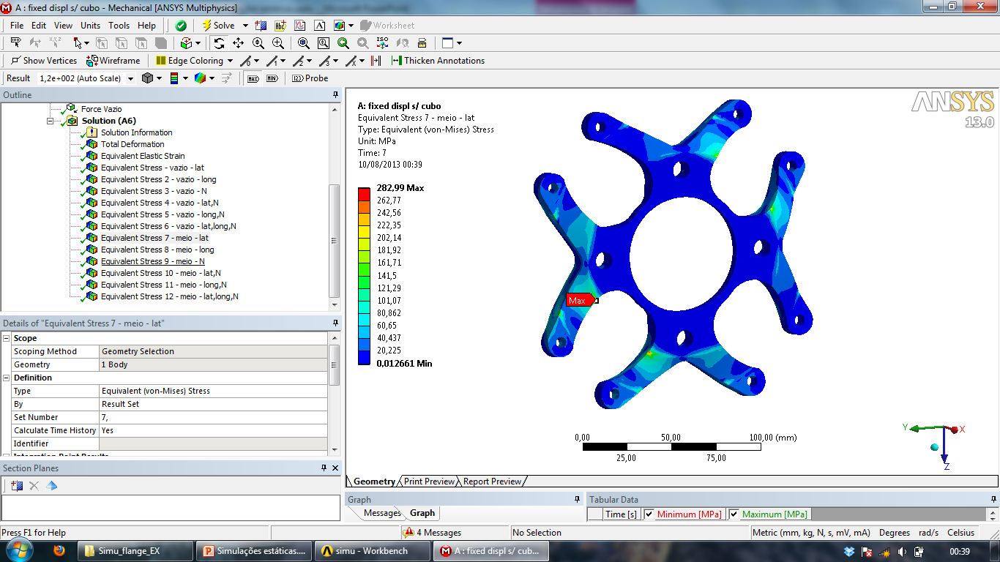 A : fixed displ s/ cubo - Mechanical [ANSYS Multiphysics]
File Edit View Units Tools Help Solve Worksheet
Show Vertices Wireframe Edge Coloring Thicken Annotations
Result 1,2e+002 (Auto Scale) MAX MIN Probe
Outline
Force Vazio
Solution (A6)
Solution Information
Total Deformation
Equivalent Elastic Strain
Equivalent Stress - vazio - lat
Equivalent Stress 2 - vazio - long
Equivalent Stress 3 - vazio - N
Equivalent Stress 4 - vazio - lat,N
Equivalent Stress 5 - vazio - long,N
Equivalent Stress 6 - vazio - lat,long,N
Equivalent Stress 7 - meio - lat
Equivalent Stress 8 - meio - long
Equivalent Stress 9 - meio - N
Equivalent Stress 10 - meio - lat,N
Equivalent Stress 11 - meio - long,N
Equivalent Stress 12 - meio - lat,long,N
Details of "Equivalent Stress 7 - meio - lat"
Scope
Scoping Method Geometry Selection
Geometry 1 Body
Definition
Type Equivalent (von-Mises) Stress
By Result Set
Set Number 7,
Calculate Time History Yes
Identifier
Integration Point Results
Section Planes
A: fixed displ s/ cubo
Equivalent Stress 7 - meio - lat
Type: Equivalent (von-Mises) Stress
Unit: MPa
Time: 7
10/08/2013 00:39
282,99 Max
262,77
242,56
222,35
202,14
181,92
161,71
141,5
121,29
101,07
80,862
60,65
40,437
20,225
0,012661 Min
ANSYS
13.0
Max
0,00 50,00 100,00 (mm)
25,00 75,00
Y X
Z
Geometry Print Preview Report Preview
Graph
Messages Graph
Tabular Data
Time [s] Minimum [MPa] Maximum [MPa]
Press F1 for Help 4 Messages No Selection Metric (mm, kg, N, s, mV, mA) Degrees rad/s Celsius
Simu_flange_EX Simulações estáticas.... simu - Workbench A : fixed displ s/ cub... 00:39